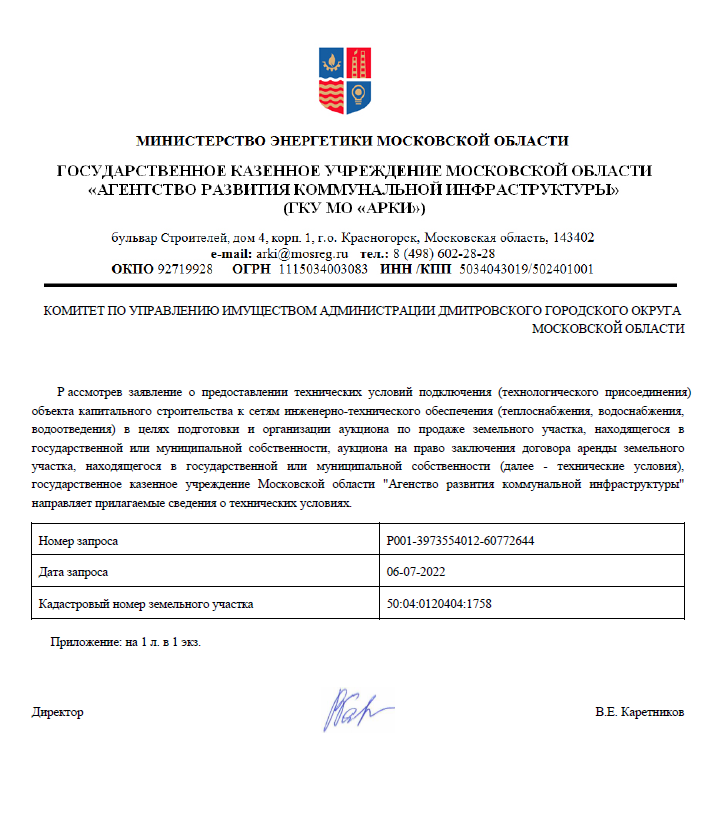 МИНИСТЕРСТВО ЭНЕРГЕТИКИ МОСКОВСКОЙ ОБЛАСТИ
ГОСУДАРСТВЕННОЕ КАЗЕННОЕ УЧРЕЖДЕНИЕ МОСКОВСКОЙ ОБЛАСТИ
«АГЕНТСТВО РАЗВИТИЯ КОММУНАЛЬНОЙ ИНФРАСТРУКТУРЫ»
(ГКУ МО «АРКИ»)
бульвар Строителей, дом 4, корп. 1, г.о. Красногорск, Московская область, 143402
e-mail: arki@mosreg.ru тел.: 8 (498) 602-28-28
ОКПО 92719928 ОГРН 1115034003083 ИНН /КПП 5034043019/502401001
КОМИТЕТ ПО УПРАВЛЕНИЮ ИМУЩЕСТВОМ АДМИНИСТРАЦИИ ДМИТРОВСКОГО ГОРОДСКОГО ОКРУГА
МОСКОВСКОЙ ОБЛАСТИ
Рассмотрев заявление о предоставлении технических условий подключения (технологического присоединения)
объекта капитального строительства к сетям инженерно-технического обеспечения (теплоснабжения, водоснабжения,
водоотведения) в целях подготовки и организации аукциона по продаже земельного участка, находящегося в
государственной или муниципальной собственности, аукциона на право заключения договора аренды земельного
участка, находящегося в государственной или муниципальной собственности (далее - технические условия),
государственное казенное учреждение Московской области "Агенство развития коммунальной инфраструктуры"
направляет прилагаемые сведения о технических условиях.
Номер запроса P001-3973554012-60772644
Дата запроса 06-07-2022
Кадастровый номер земельного участка 50:04:0120404:1758
Приложение: на 1 л. в 1 экз.
Директор В.Е. Каретников